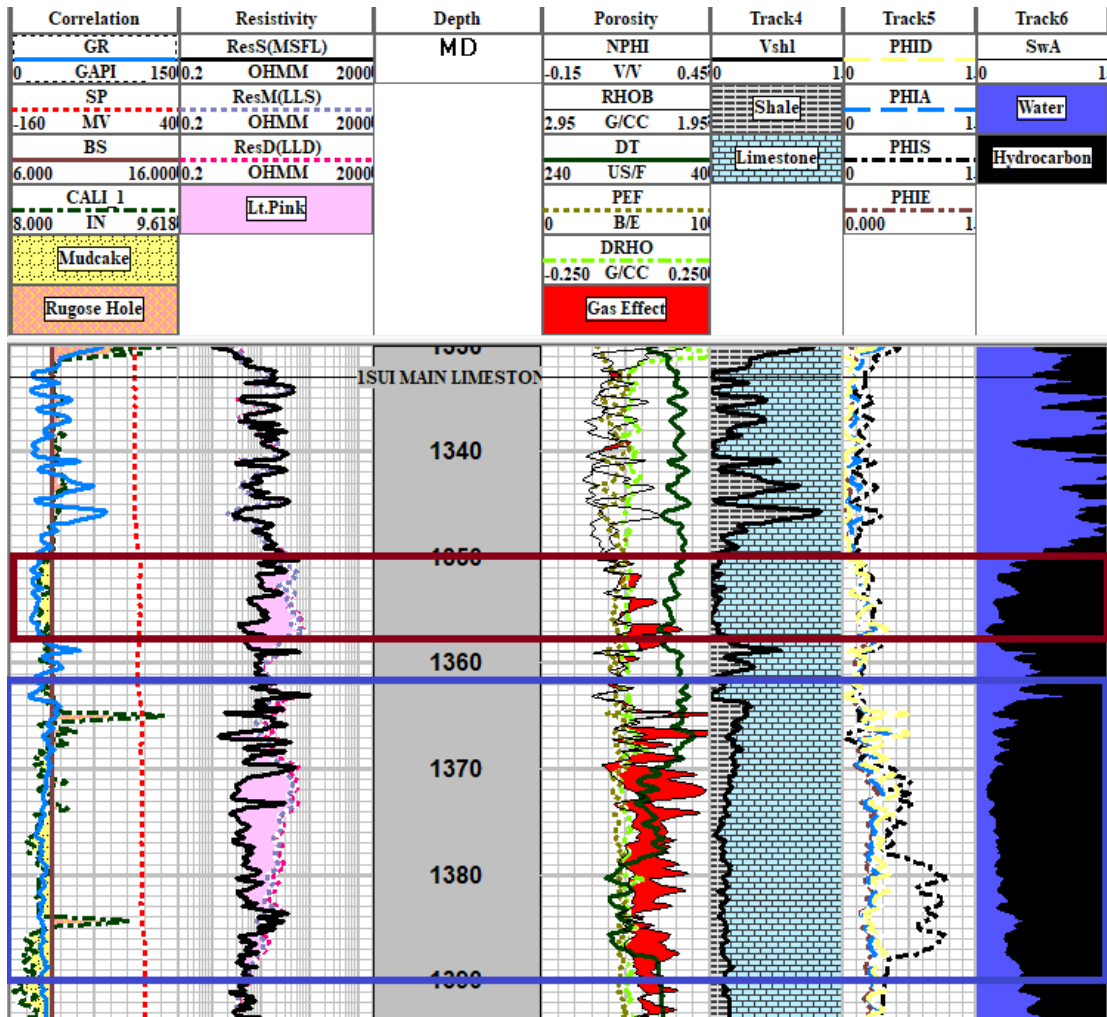 Correlation Resistivity Depth Porosity Track4 Track5 Track6
GR ResS(MSFL) MD NPHI Vshl PHID SwA
0 GAPI 150 0.2 OHMM 2000 -0.15 V/V 0.45 0 1 0 1. 0 1.
SP ResM(LLS) RHOB Shale PHIA Water
-160 MV 40 0.2 OHMM 2000 2.95 G/CC 1.95 0 1.
BS ResD(LLD) DT Limestone PHIS Hydrocarbon
6.000 16.000 0.2 OHMM 2000 240 US/F 40 0 1.
CALI_1 Lt.Pink PEF PHIE
8.000 IN 9.618 0 B/E 10 0.000 1.
Mudcake DRHO
-0.250 G/CC 0.250
Rugose Hole Gas Effect
1330
1SUI MAIN LIMESTON
1340
1350
1360
1370
1380
1390